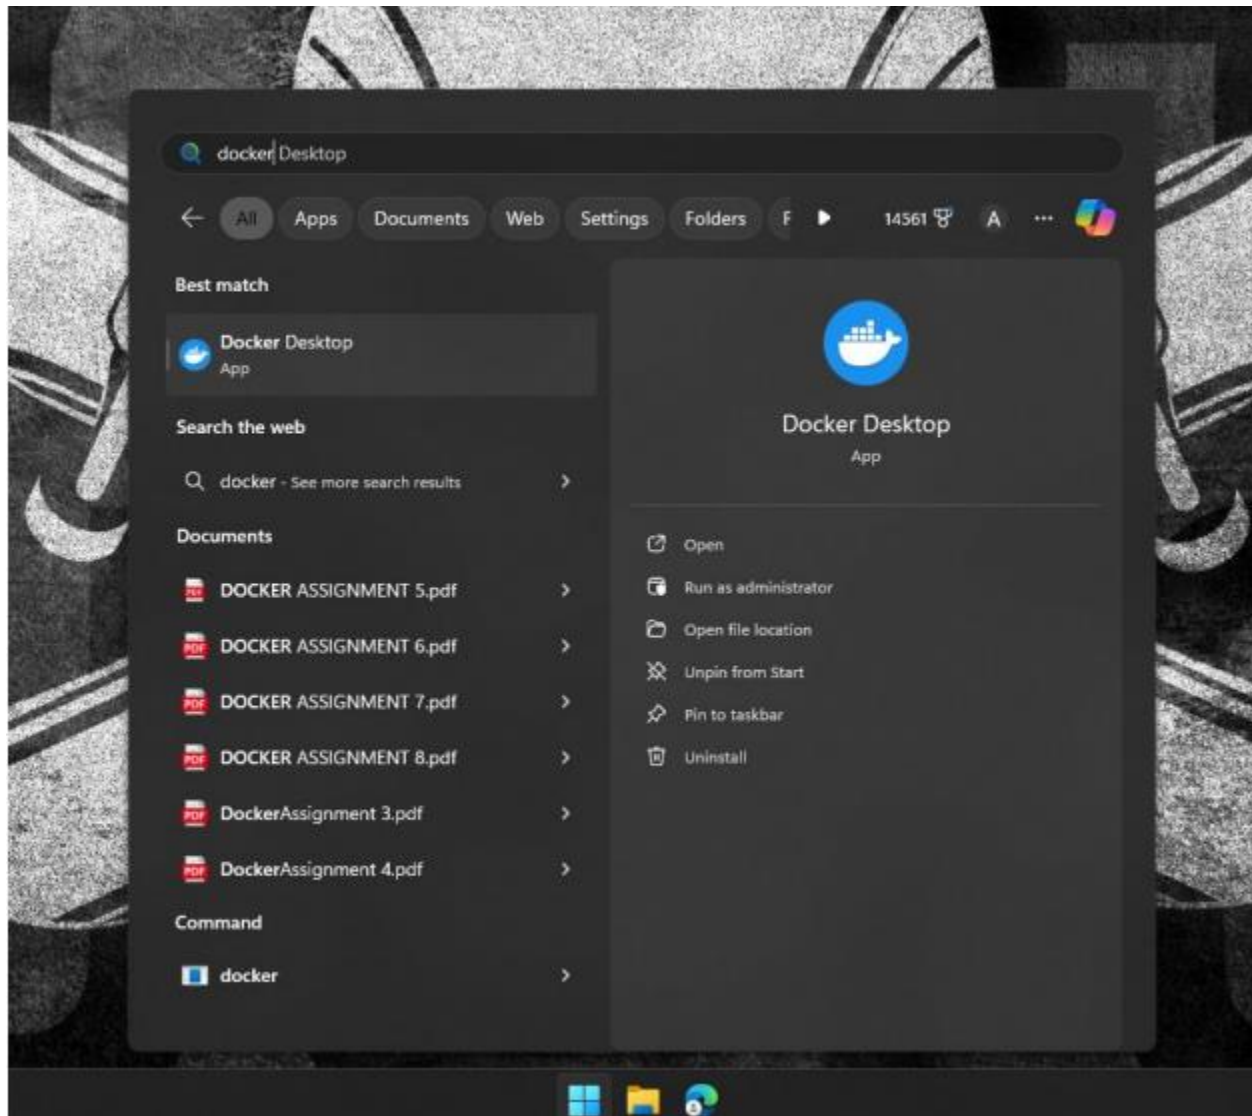 docker Desktop
All Apps Documents Web Settings Folders 14561 A
Best match
Docker Desktop
App
Search the web
docker - See more search results
Documents
DOCKER ASSIGNMENT 5.pdf
DOCKER ASSIGNMENT 6.pdf
DOCKER ASSIGNMENT 7.pdf
DOCKER ASSIGNMENT 8.pdf
DockerAssignment 3.pdf
DockerAssignment 4.pdf
Command
docker
Docker Desktop
App
Open
Run as administrator
Open file location
Unpin from Start
Pin to taskbar
Uninstall